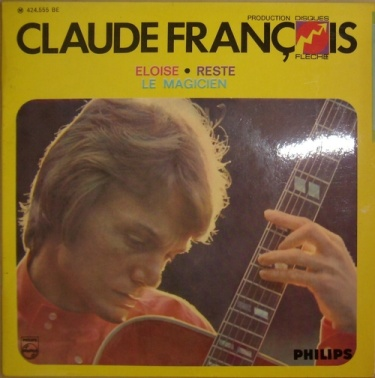 424.555 BE
PRODUCTION DISQUES
CLAUDE FRANÇOIS
FLECHE
ELOISE • RESTE
LE MAGICIEN
PHILIPS